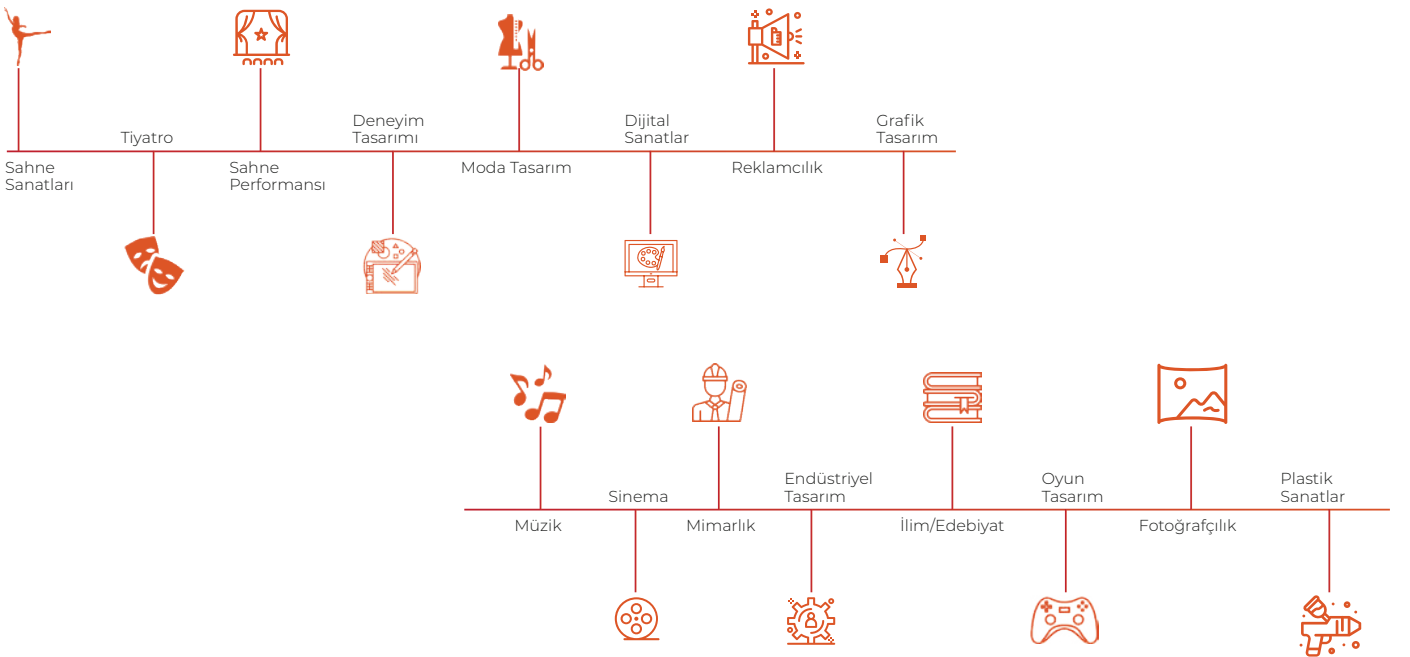 Tiyatro
Deneyim
Tasarımı
Dijital
Sanatlar
Grafik
Tasarım
Sahne
Sanatları
Sahne
Performansı
Moda Tasarım
Reklamcılık
Sinema
Endüstriyel
Tasarım
Oyun
Tasarım
Plastik
Sanatlar
Müzik
Mimarlık
İlim/Edebiyat
Fotoğrafçılık